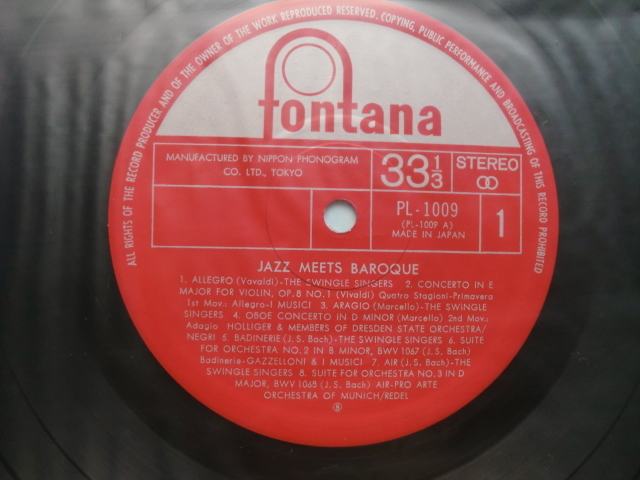 ALL RIGHTS OF THE RECORD PRODUCER AND OF THE OWNER OF THE WORK REPRODUCED RESERVED. COPYING, PUBLIC PERFORMANCE AND BROADCASTING OF THIS RECORD PROHIBITED
fontana
MANUFACTURED BY NIPPON PHONOGRAM
CO. LTD., TOKYO
33 1/3
STEREO
PL-1009
(PL-1009 A)
MADE IN JAPAN
1
JAZZ MEETS BAROQUE
1. ALLEGRO (Vavaldi)-THE SWINGLE SINGERS 2. CONCERTO IN E
MAJOR FOR VIOLIN, OP.8 NO.1 (Vivaldi) Quatro Stagioni-Primavera
1st Mov.: Allegro-I MUSICI 3. ARAGIO (Marcello)-THE SWINGLE
SINGERS 4. OBOE CONCERTO IN D MINOR (Marcello) 2nd Mov.:
Adagio HOLLIGER & MEMBERS OF DRESDEN STATE ORCHESTRA/
NEGRI 5. BADINERIE (J.S. Bach)-THE SWINGLE SINGERS 6. SUITE
FOR ORCHESTRA NO.2 IN B MINOR, BWV 1067 (J.S. Bach)
Badinerie-GAZZELLONI & I MUSICI 7. AIR (J.S. Bach)-THE
SWINGLE SINGERS 8. SUITE FOR ORCHESTRA NO.3 IN D
MAJOR, BWV 1068 (J.S. Bach) AIR-PRO ARTE
ORCHESTRA OF MUNICH/REDEL